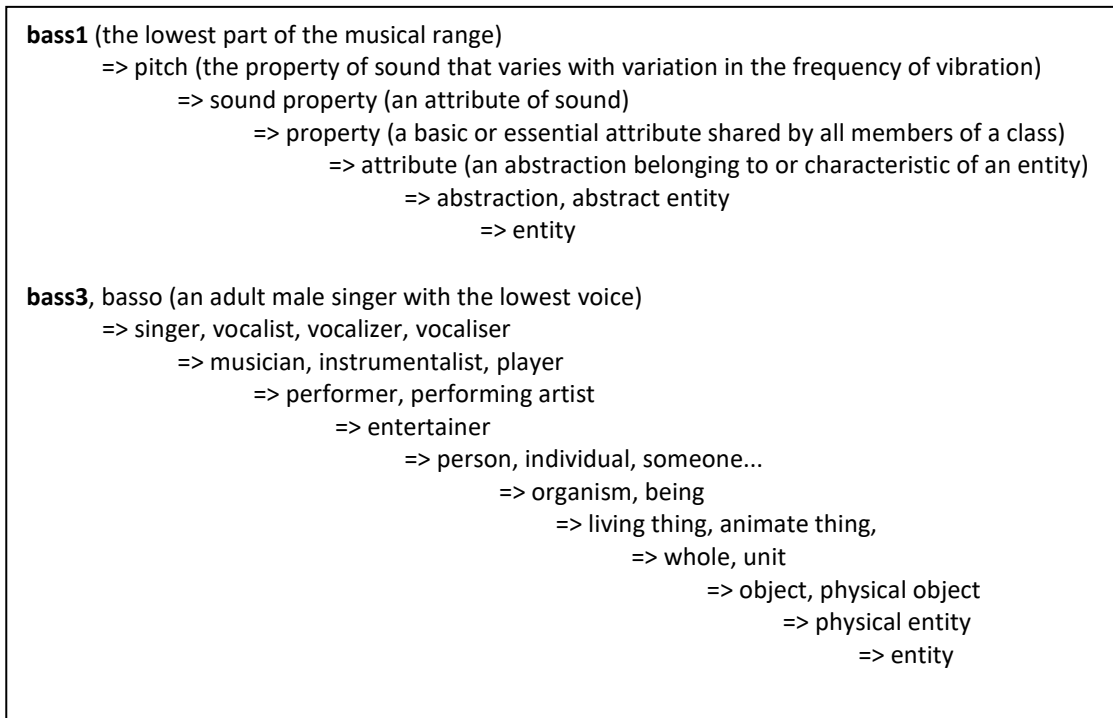 bass1 (the lowest part of the musical range)
=> pitch (the property of sound that varies with variation in the frequency of vibration)
=> sound property (an attribute of sound)
=> property (a basic or essential attribute shared by all members of a class)
=> attribute (an abstraction belonging to or characteristic of an entity)
=> abstraction, abstract entity
=> entity
bass3, basso (an adult male singer with the lowest voice)
=> singer, vocalist, vocalizer, vocaliser
=> musician, instrumentalist, player
=> performer, performing artist
=> entertainer
=> person, individual, someone...
=> organism, being
=> living thing, animate thing,
=> whole, unit
=> object, physical object
=> physical entity
=> entity